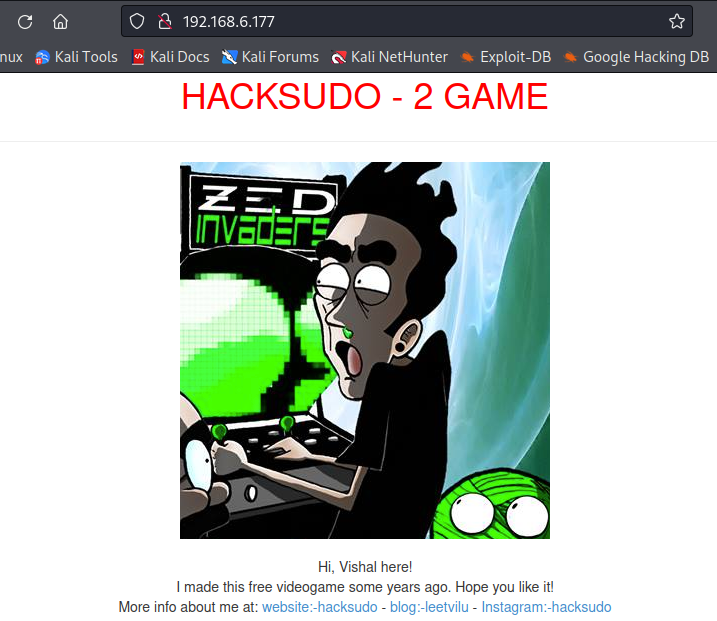 192.168.6.177
nux Kali Tools Kali Docs Kali Forums Kali NetHunter Exploit-DB Google Hacking DB
HACKSUDO - 2 GAME
ZED
INVADERS
Hi, Vishal here!
I made this free videogame some years ago. Hope you like it!
More info about me at: website:-hacksudo - blog:-leetvilu - Instagram:-hacksudo